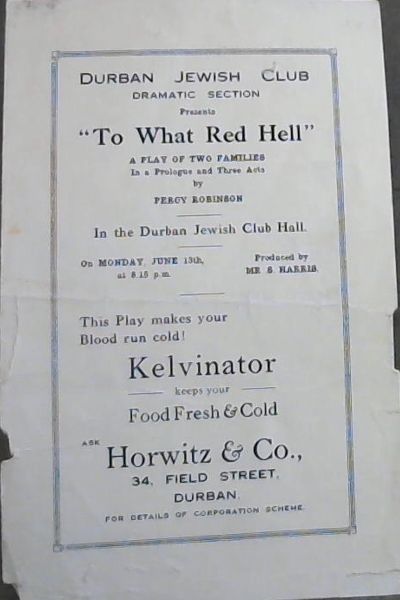 DURBAN JEWISH CLUB
DRAMATIC SECTION
Presents
"To What Red Hell"
A PLAY OF TWO FAMILIES
In a Prologue and Three Acts
by
PERCY ROBINSON
In the Durban Jewish Club Hall.
On MONDAY, JUNE 13th,
at 8.15 p.m.
Produced by
MR S. HARRIS.
This Play makes your
Blood run cold!
Kelvinator
keeps your
Food Fresh & Cold
ASK
Horwitz & Co.,
34, FIELD STREET,
DURBAN.
FOR DETAILS OF CORPORATION SCHEME.